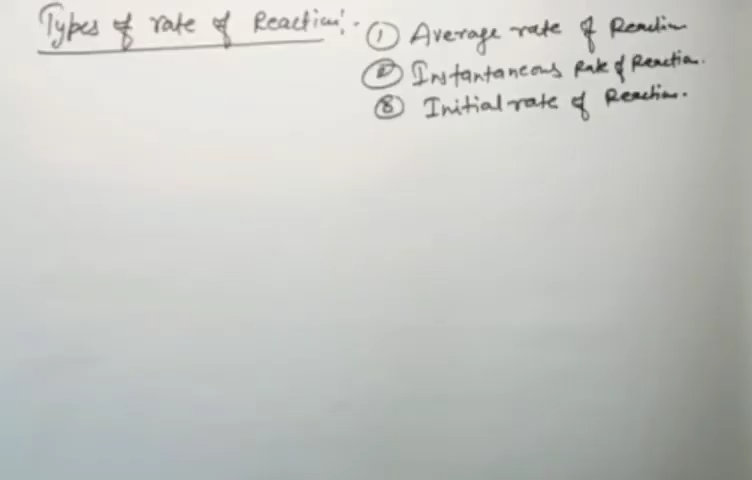 Types of rate of Reaction:-
① Average rate of Reaction
② Instantaneous Rate of Reaction.
③ Initial rate of Reaction.